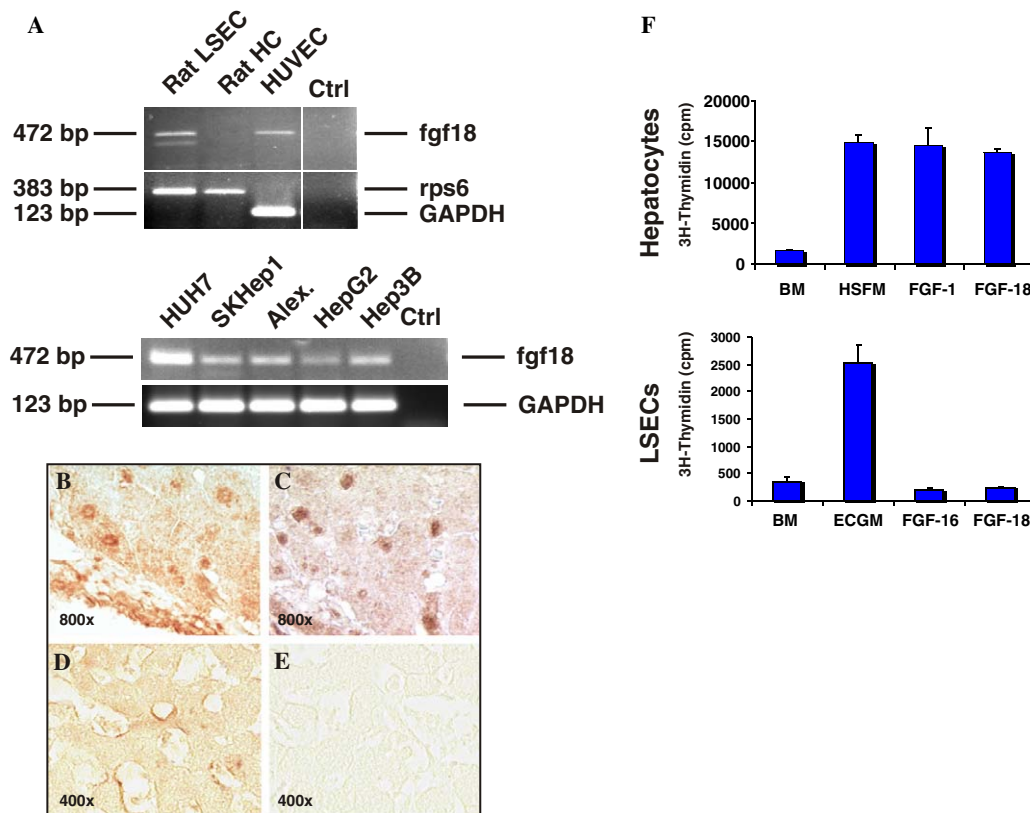 A
Rat LSEC
Rat HC
HUVEC
Ctrl
472 bp
fgf18
383 bp
rps6
123 bp
GAPDH
HUH7
SKHep1
Alex.
HepG2
Hep3B
Ctrl
472 bp
fgf18
123 bp
GAPDH
B
800x
C
800x
D
400x
E
400x
F
Hepatocytes
3H-Thymidin (cpm)
20000
15000
10000
5000
0
BM
HSFM
FGF-1
FGF-18
LSECs
3H-Thymidin (cpm)
3000
2500
2000
1500
1000
500
0
BM
ECGM
FGF-16
FGF-18